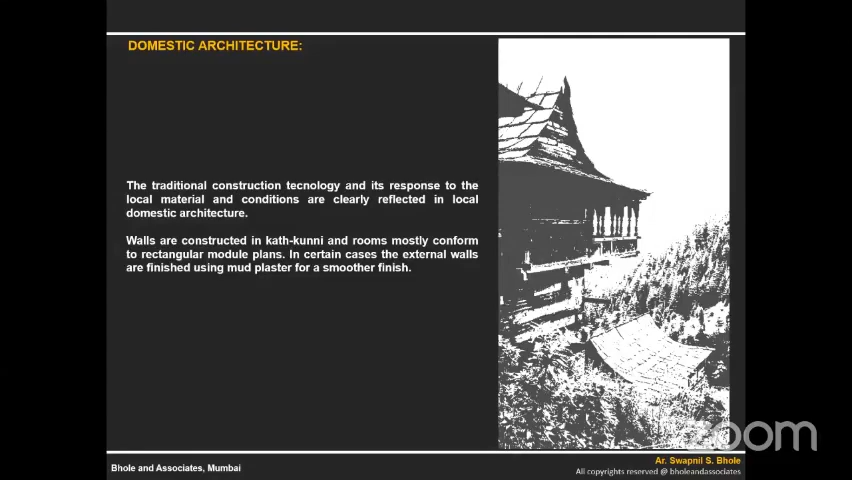 DOMESTIC ARCHITECTURE:
The traditional construction tecnology and its response to the
local material and conditions are clearly reflected in local
domestic architecture.
Walls are constructed in kath-kunni and rooms mostly conform
to rectangular module plans. In certain cases the external walls
are finished using mud plaster for a smoother finish.
zoom
Ar. Swapnil S. Bhole
Bhole and Associates, Mumbai
All copyrights reserved @ bholeandassociates